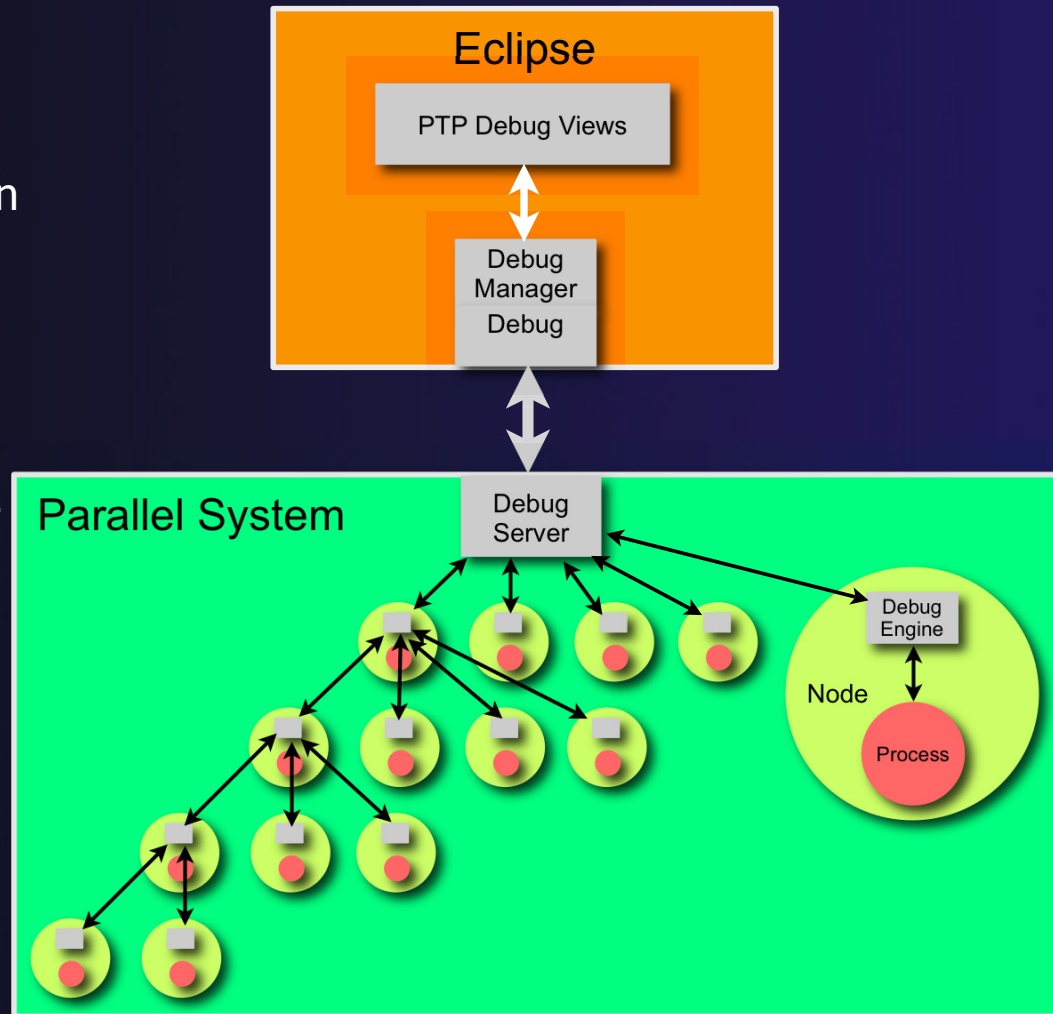 Eclipse
PTP Debug Views
n
Debug
Manager
Debug
Parallel System
Debug
Server
Debug
Engine
Node
Process